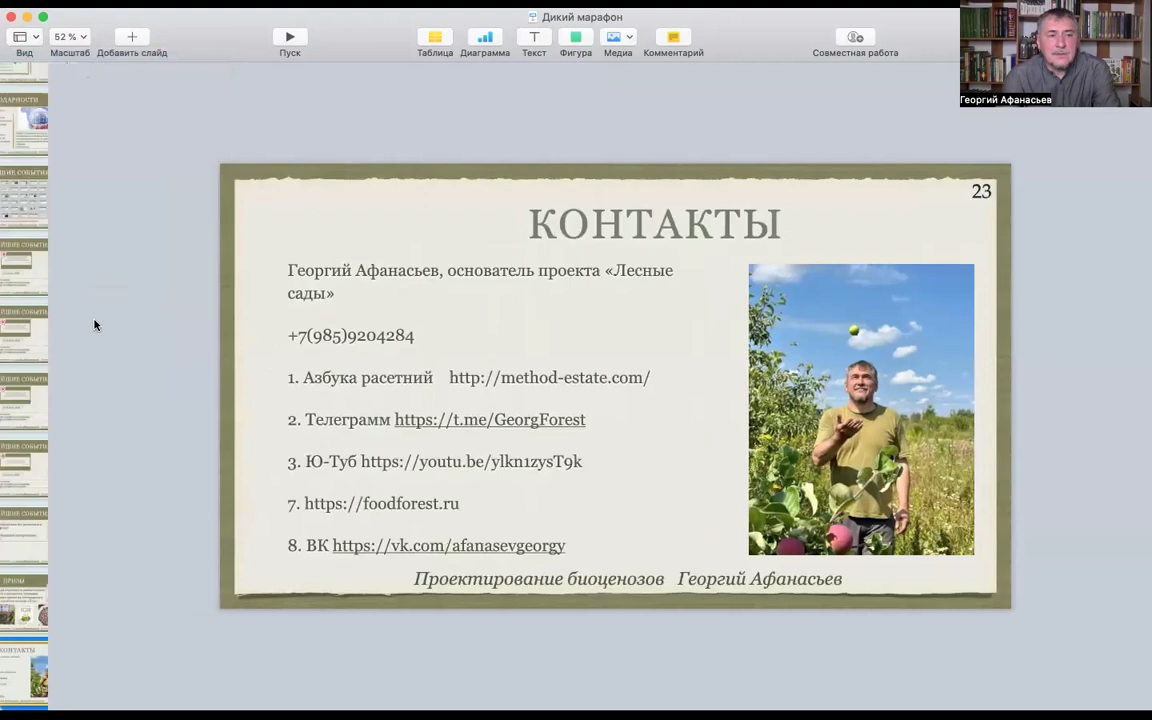 Дикий марафон
52 %
Вид
Масштаб
Добавить слайд
Пуск
Таблица
Диаграмма
Текст
Фигура
Медиа
Комментарий
Совместная работа
Георгий Афанасьев
23
КОНТАКТЫ
Георгий Афанасьев, основатель проекта «Лесные
сады»
+7(985)9204284
1. Азбука расетний http://method-estate.com/
2. Телеграмм https://t.me/GeorgForest
3. Ю-Туб https://youtu.be/ylkn1zysT9k
7. https://foodforest.ru
8. ВК https://vk.com/afanasevgeorgy
Проектирование биоценозов Георгий Афанасьев
ПРИЗЫ
КОНТАКТЫ